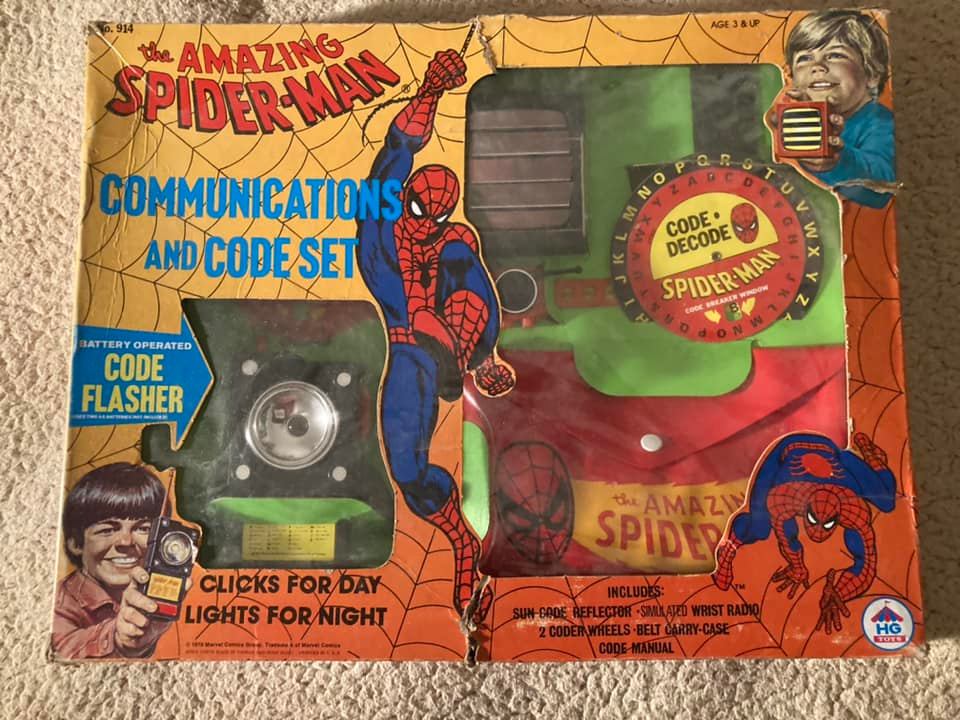 No. 914
AGE 3 & UP
the AMAZING
SPIDER-MAN®
COMMUNICATIONS
AND CODE SET
BATTERY OPERATED
CODE
FLASHER
CODE•
DECODE
SPIDER-MAN
CODE BREAKER WINDOW
B
I J K L M N O P Q R S T U V W X Y Z
the AMAZIN
SPIDER
CLICKS FOR DAY
LIGHTS FOR NIGHT
INCLUDES:
SUN CODE REFLECTOR • SIMULATED WRIST RADIO
2 CODER WHEELS • BELT CARRY-CASE
CODE MANUAL
TM
HG
TOYS